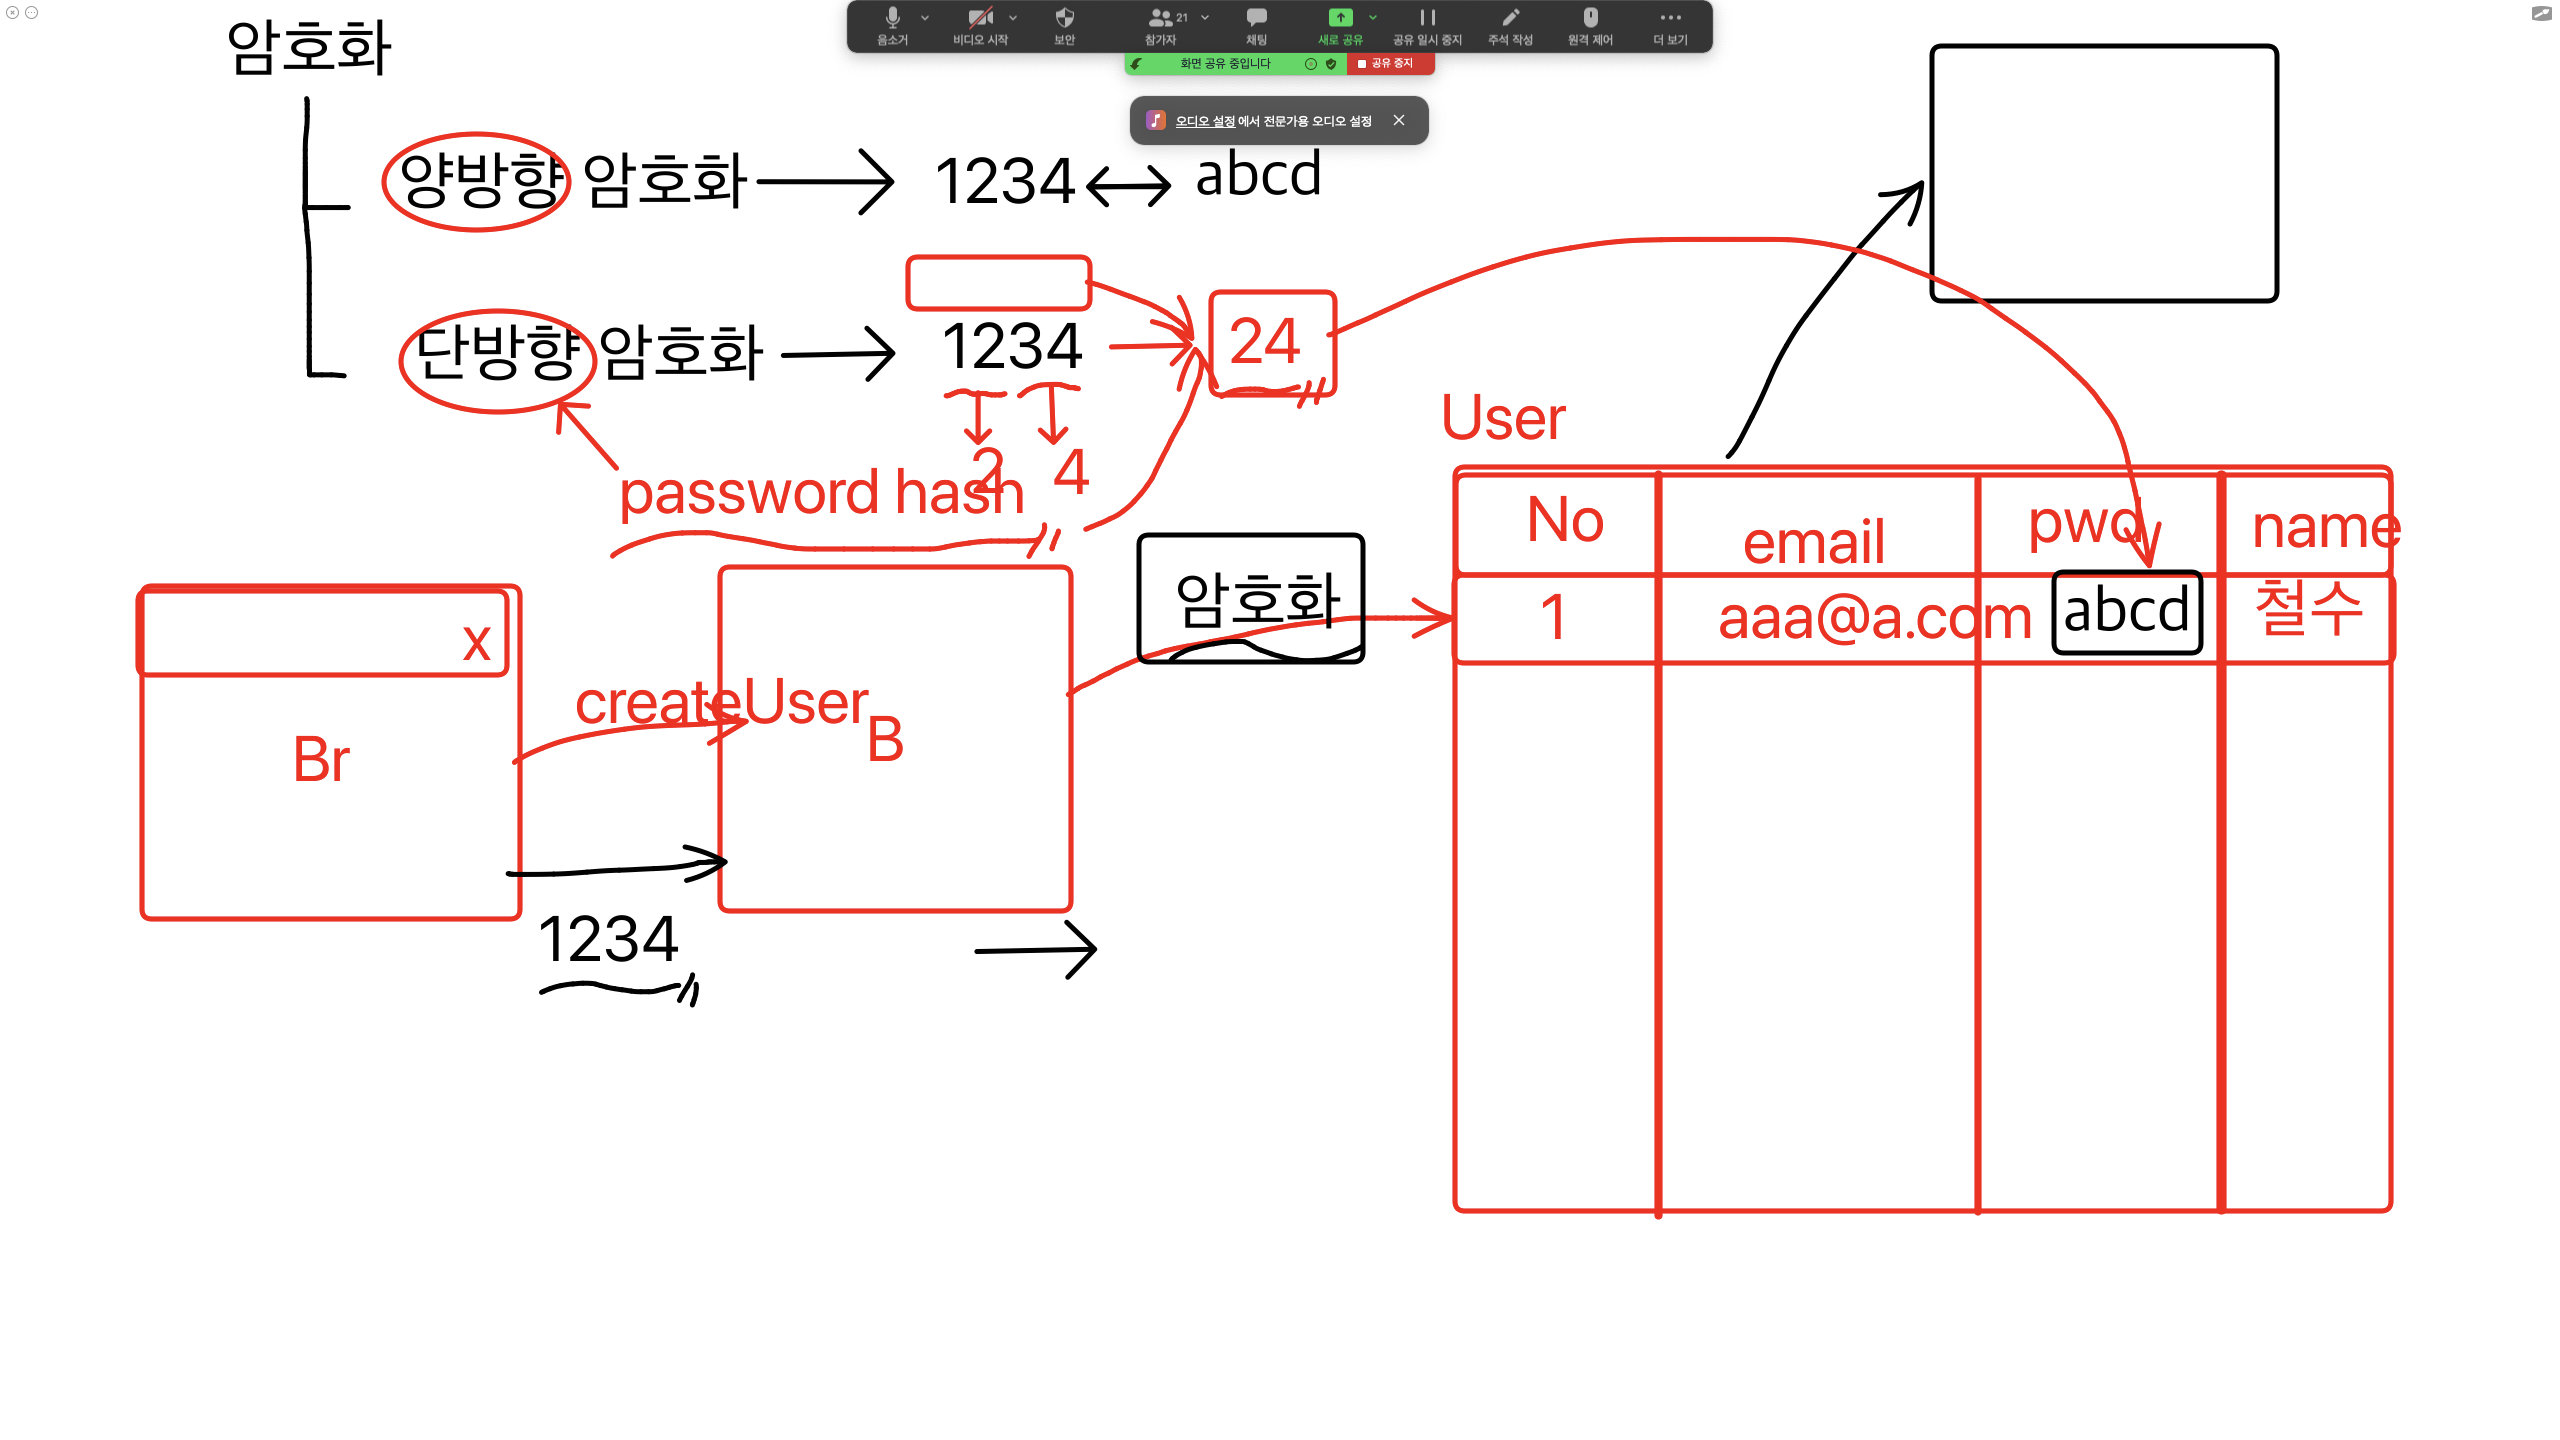 암호화
음소거
비디오 시작
보안
참가자
21
채팅
새로 공유
공유 일시 중지
주석 작성
원격 제어
더 보기
화면 공유 중입니다
공유 중지
오디오 설정 에서 전문가용 오디오 설정
양방향 암호화
1234
abcd
단방향 암호화
1234
24
2
4
password hash
User
No
email
pwd
name
1
aaa@a.com
abcd
철수
암호화
x
Br
createUser
B
1234